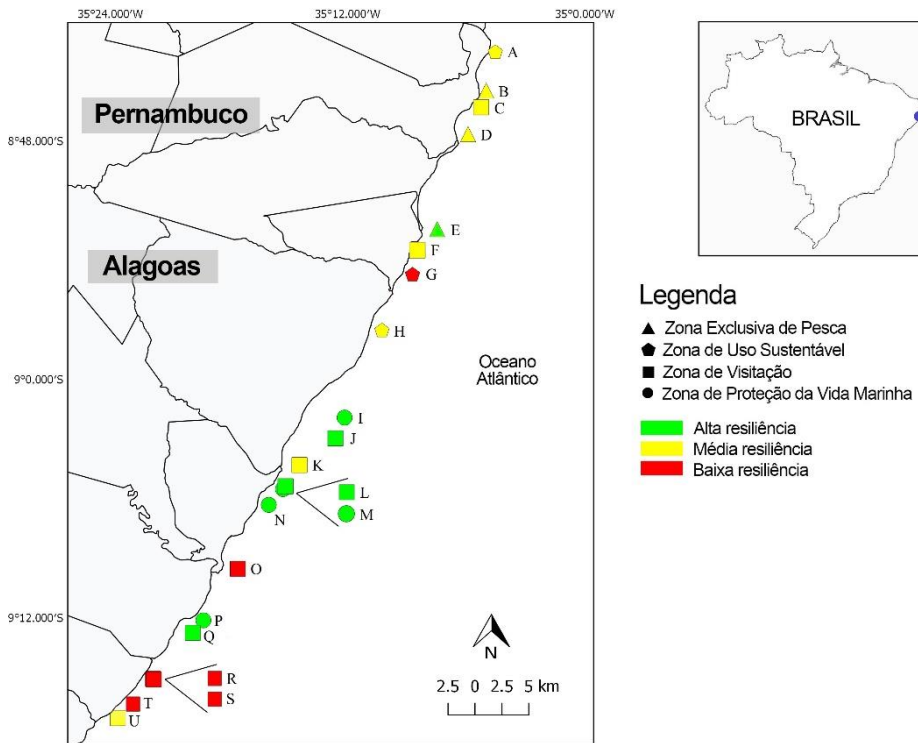 35°24.000'W
35°12.000'W
35°0.000'W
A
B
C
Pernambuco
8°48.000'S
D
BRASIL
E
F
Alagoas
G
H
Oceano
Atlântico
9°0.000'S
I
J
K
L
M
N
O
9°12.000'S
P
Q
R
S
T
U
N
2.5 0 2.5 5 km
Legenda
Zona Exclusiva de Pesca
Zona de Uso Sustentável
Zona de Visitação
Zona de Proteção da Vida Marinha
Alta resiliência
Média resiliência
Baixa resiliência